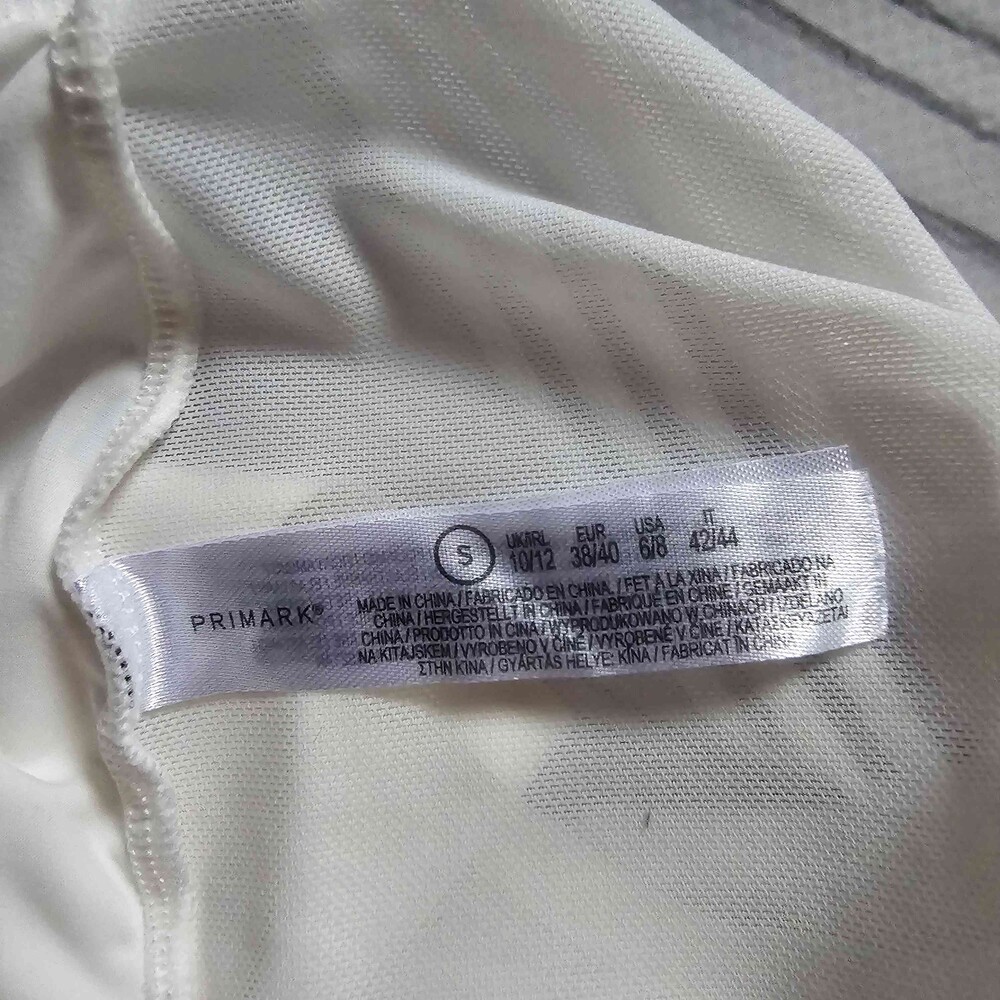 S
UK/IRL EUR USA IT
10/12 38/40 6/8 42/44
PRIMARK®
MADE IN CHINA / FABRICADO EN CHINA / FET A LA XINA / FABRICADO NA
CHINA / HERGESTELLT IN CHINA / FABRIQUÉ EN CHINE / GEMAAKT IN
CHINA / PRODOTTO IN CINA / WYPRODUKOWANO W CHINACH / IZDELANO
NA KITAJSKEM / VYROBENO V ČÍNĚ / VYROBENÉ V ČÍNE / ΚΑΤΑΣΚΕΥΑΖΕΤΑΙ
ΣΤΗΝ ΚΙΝΑ / GYÁRTÁS HELYE: KÍNA / FABRICAT ÎN CHINA